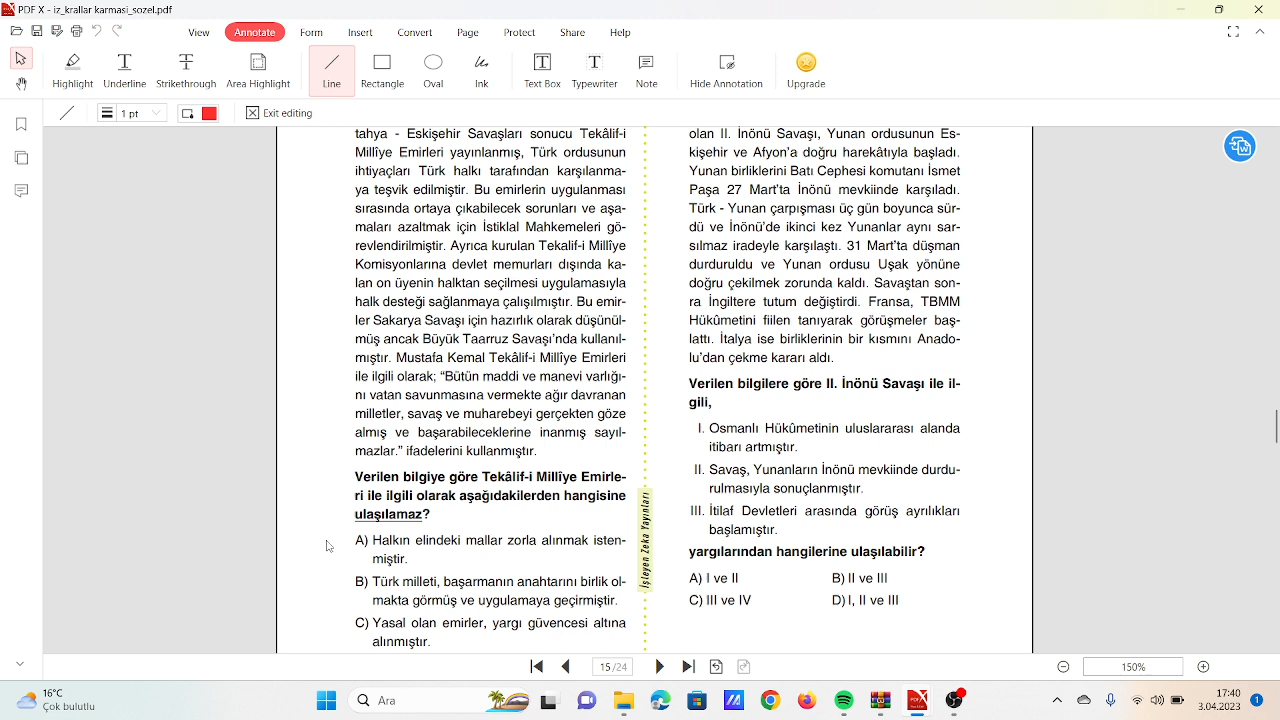 PDF X - iz_krallar karmasi_sozel.pdf
View Annotate Form Insert Convert Page Protect Share Help
Highlight Underline Strikethrough Area Highlight Line Rectangle Oval Ink Text Box Typewriter Note Hide Annotation Upgrade
1 pt Exit editing
tahya - Eskişehir Savaşları sonucu Tekâlif-i
Millîye Emirleri yayınlanmış, Türk ordusunun
ihtiyaçları Türk halkı tarafından karşılanma-
ya teşvik edilmiştir. Bu emirlerin uygulanması
sırasında ortaya çıkabilecek sorunları ve aşa-
maları azaltmak için İstiklal Mahkemeleri gö-
revlendirilmiştir. Ayrıca kurulan Tekalif-i Millîye
Komisyonlarına devlet memurları dışında ka-
lan on üyenin halktan seçilmesi uygulamasıyla
halk desteği sağlanmaya çalışılmıştır. Bu emir-
ler Sakarya Savaşı için hazırlık olarak düşünül-
müş ancak Büyük Taarruz Savaşı'nda kullanıl-
mıştır. Mustafa Kemal Tekâlif-i Millîye Emirleri
ile ilgili olarak; “Bütün maddi ve manevi varlığı-
nı vatan savunmasına vermekte ağır davranan
milletler, savaş ve muharebeyi gerçekten göze
almış ve başarabileceklerine inanmış sayıl-
mazlar.” ifadelerini kullanmıştır.
Verilen bilgiye göre Tekâlif-i Millîye Emirle-
ri ile ilgili olarak aşağıdakilerden hangisine
ulaşılamaz?
A) Halkın elindeki mallar zorla alınmak isten-
miştir.
B) Türk milleti, başarmanın anahtarını birlik ol-
makta görmüş ve uygulamaya geçirmiştir.
C) Yasal olan emirler, yargı güvencesi altına
alınmıştır.
İşleyen Zeka Yayınları
olan II. İnönü Savaşı, Yunan ordusunun Es-
kişehir ve Afyon'a doğru harekâtıyla başladı.
Yunan birliklerini Batı Cephesi komutanı İsmet
Paşa 27 Mart'ta İnönü mevkiinde karşıladı.
Türk - Yunan çarpışması üç gün boyunca sür-
dü ve İnönü'de ikinci kez Yunanlar aynı sar-
sılmaz iradeyle karşılaştı. 31 Mart'ta düşman
durduruldu ve Yunan ordusu Uşak yönüne
doğru çekilmek zorunda kaldı. Savaştan son-
ra İngiltere tutum değiştirdi. Fransa, TBMM
Hükûmetini fiilen tanıyarak görüşmeler baş-
lattı. İtalya ise birliklerinin bir kısmını Anado-
lu'dan çekme kararı aldı.
Verilen bilgilere göre II. İnönü Savaşı ile il-
gili,
I. Osmanlı Hükûmetinin uluslararası alanda
itibarı artmıştır.
II. Savaş, Yunanların İnönü mevkiinde durdu-
rulmasıyla sonuçlanmıştır.
III. İtilaf Devletleri arasında görüş ayrılıkları
başlamıştır.
yargılarından hangilerine ulaşılabilir?
A) I ve II B) II ve III
C) III ve IV D) I, II ve III
15/24 150%
16°C
Çok bulutlu
Ara
17:40
3.04.2023
1